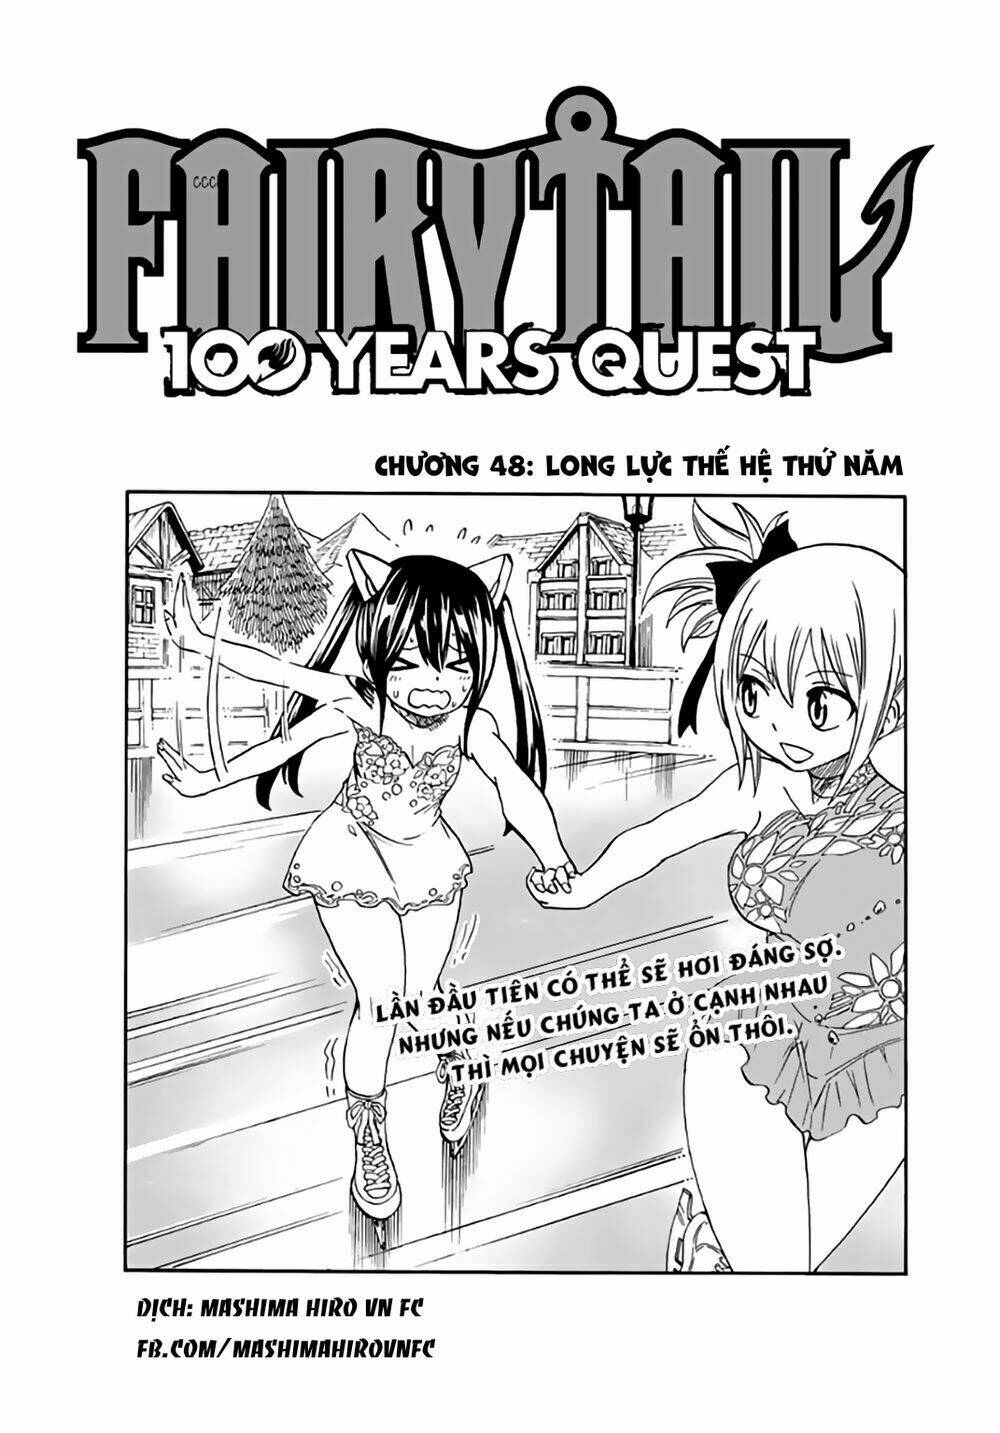 FAIRY TAIL
CCC
100 YEARS QUEST
CHƯƠNG 48: LONG LỰC THẾ HỆ THỨ NĂM
LẦN ĐẦU TIÊN CÓ THỂ SẼ HƠI ĐÁNG SỢ.
NHƯNG NẾU CHÚNG TA Ở CẠNH NHAU
THÌ MỌI CHUYỆN SẼ ỔN THÔI.
DỊCH: MASHIMA HIRO VN FC
FB.COM/MASHIMAHIROVNFC